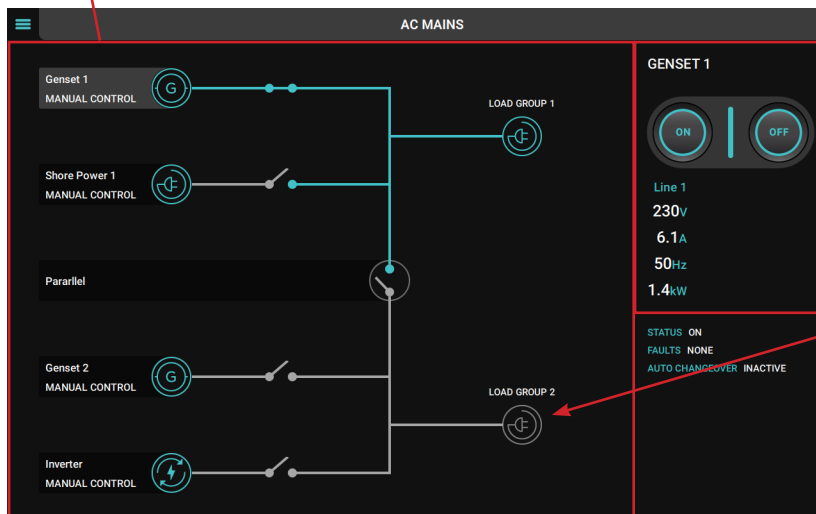 AC MAINS
Genset 1
MANUAL CONTROL
G
LOAD GROUP 1
Shore Power 1
MANUAL CONTROL
Pararllel
Genset 2
MANUAL CONTROL
G
LOAD GROUP 2
Inverter
MANUAL CONTROL
GENSET 1
ON
OFF
Line 1
230V
6.1A
50Hz
1.4kW
STATUS ON
FAULTS NONE
AUTO CHANGEOVER INACTIVE